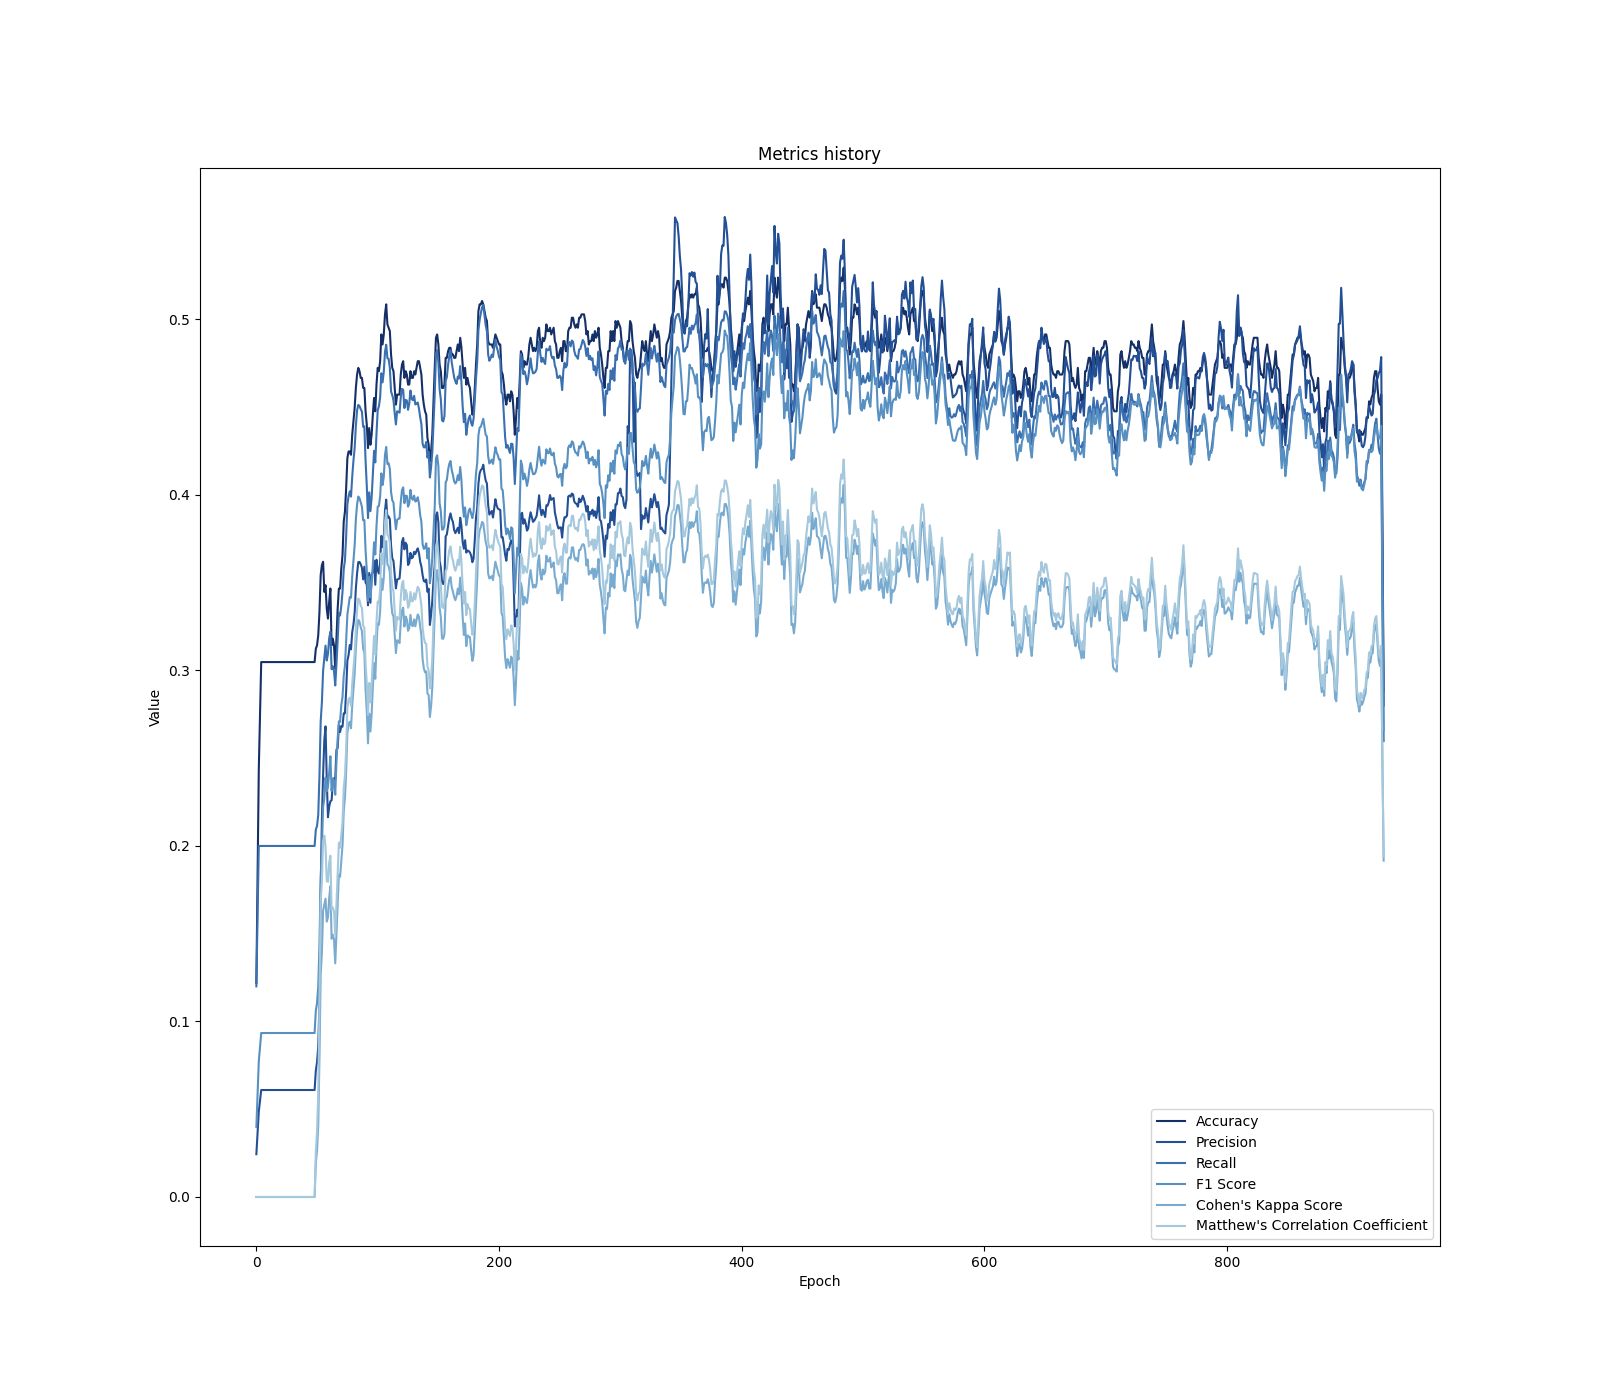 Metrics history
Value
0.5
0.4
0.3
0.2
0.1
0.0
0 200 400 600 800
Epoch
Accuracy
Precision
Recall
F1 Score
Cohen's Kappa Score
Matthew's Correlation Coefficient